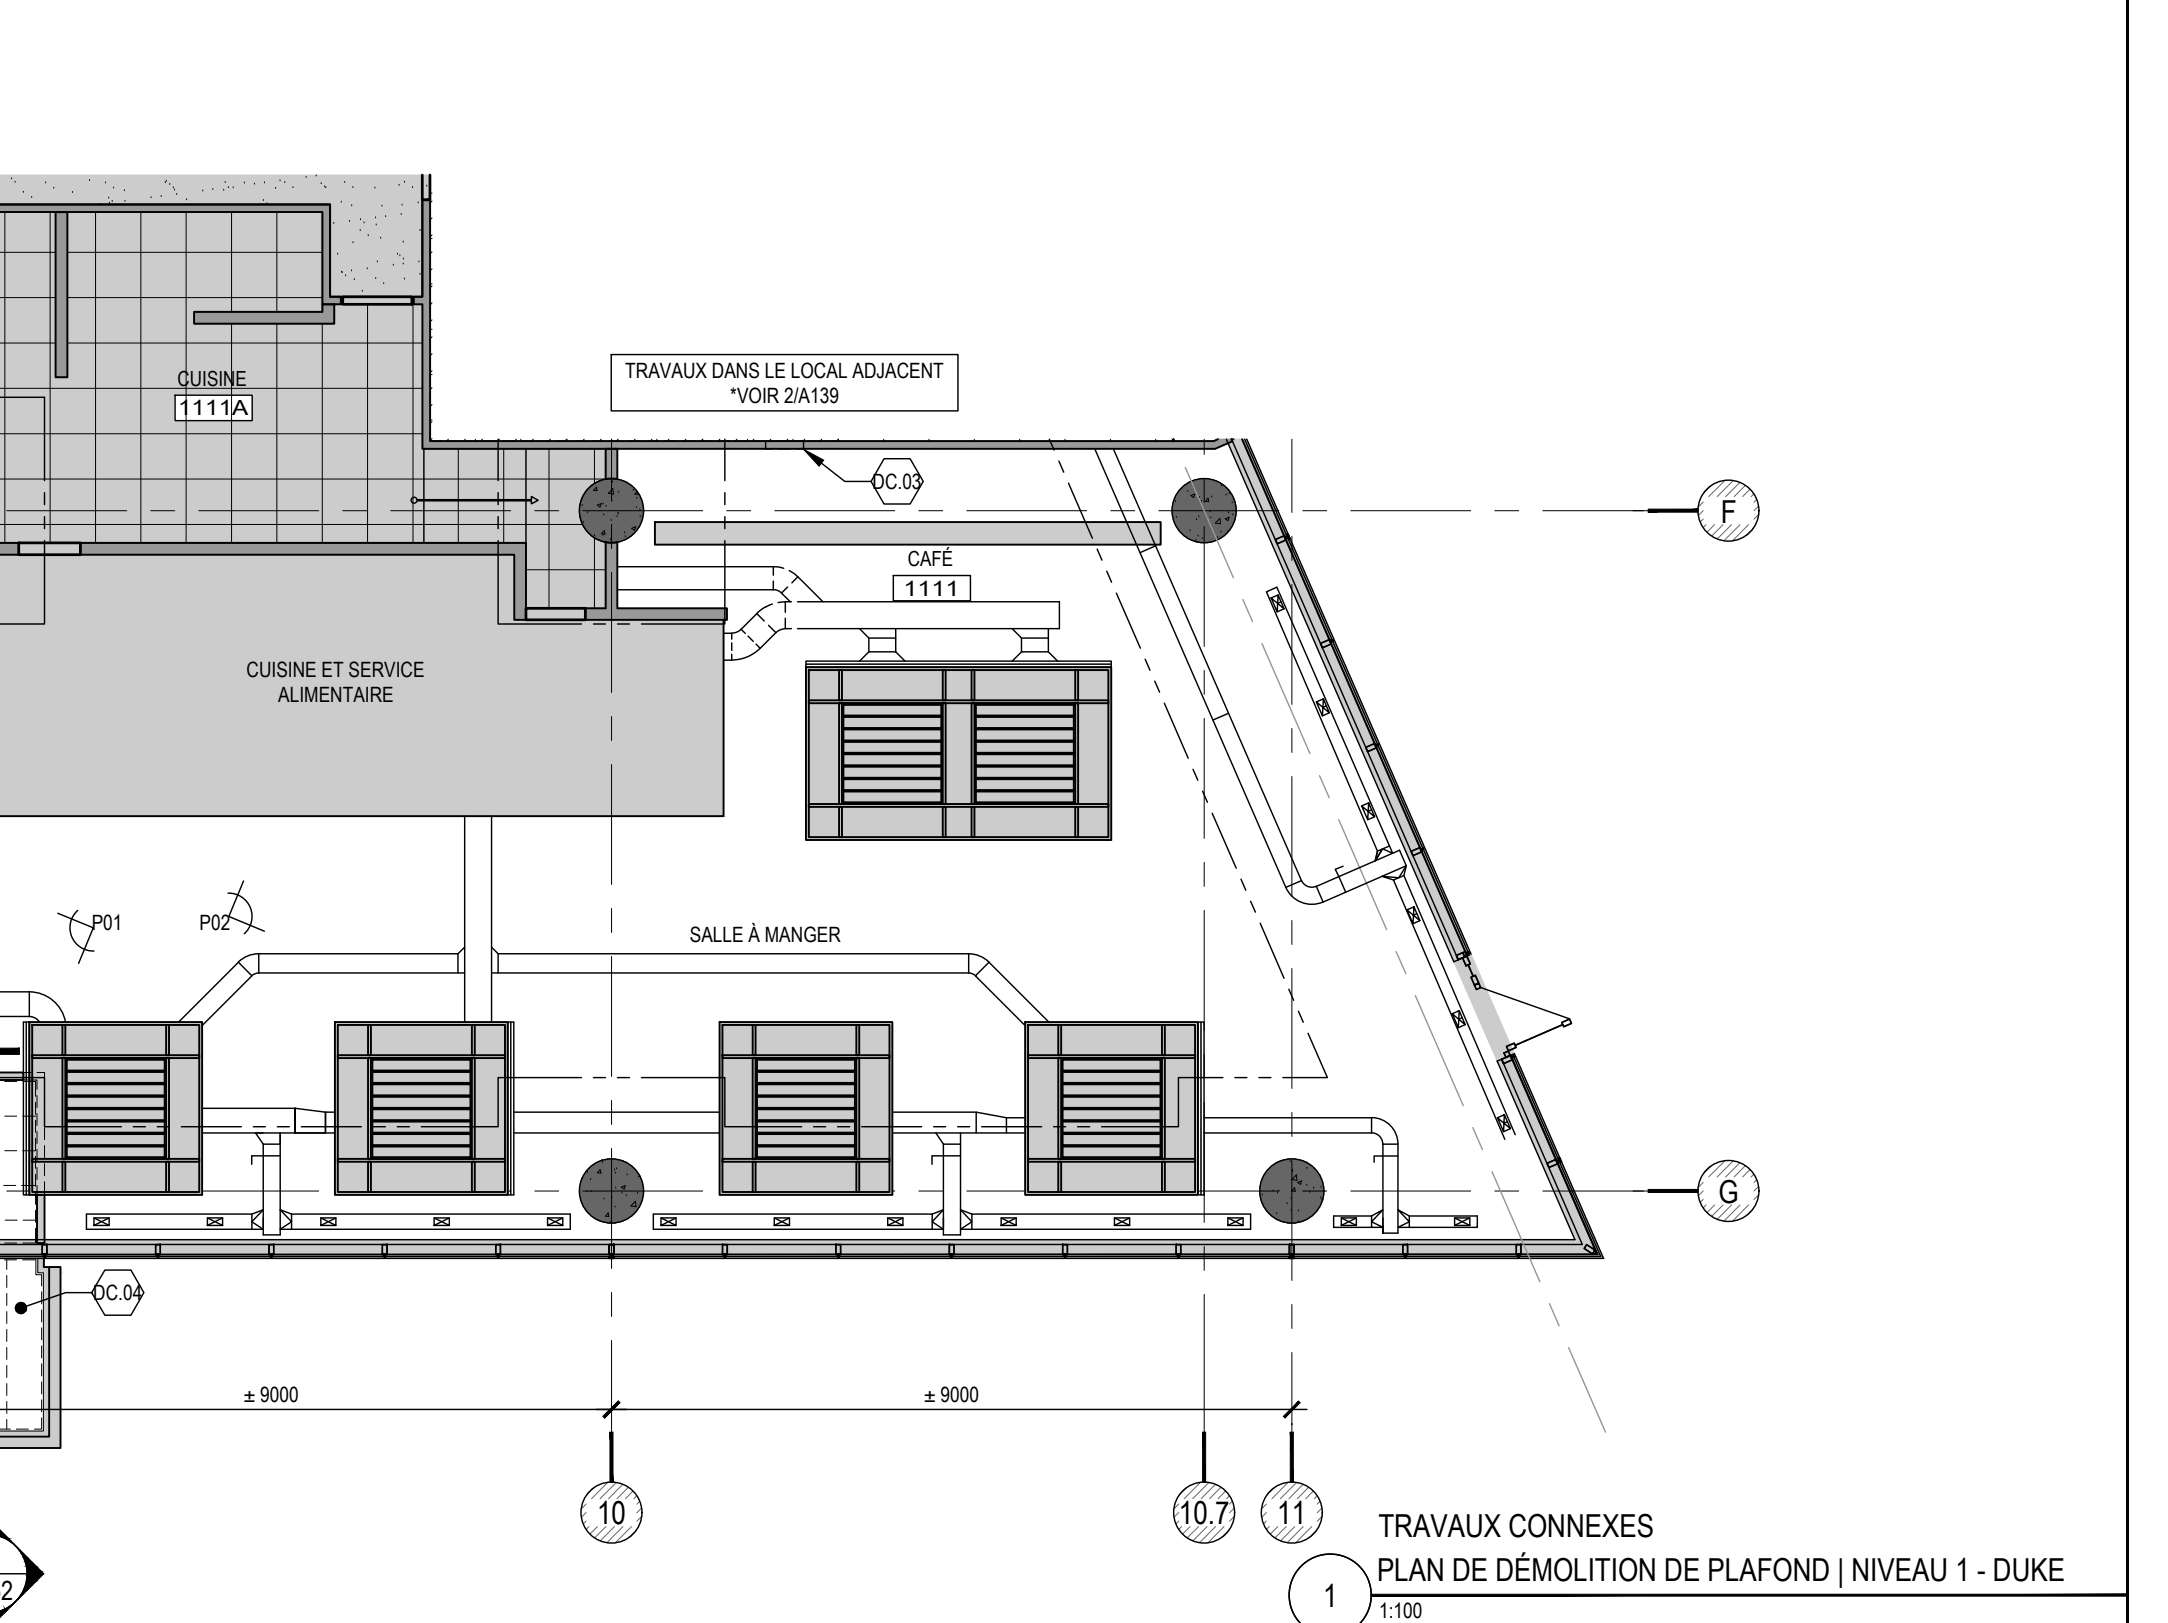 TRAVAUX DANS LE LOCAL ADJACENT
*VOIR 2/A139
CUISINE
1111A
DC.03
F
CAFÉ
1111
CUISINE ET SERVICE
ALIMENTAIRE
P01
P02
SALLE À MANGER
G
DC.04
± 9000
± 9000
10
10.7
11
TRAVAUX CONNEXES
1
PLAN DE DÉMOLITION DE PLAFOND | NIVEAU 1 - DUKE
1:100